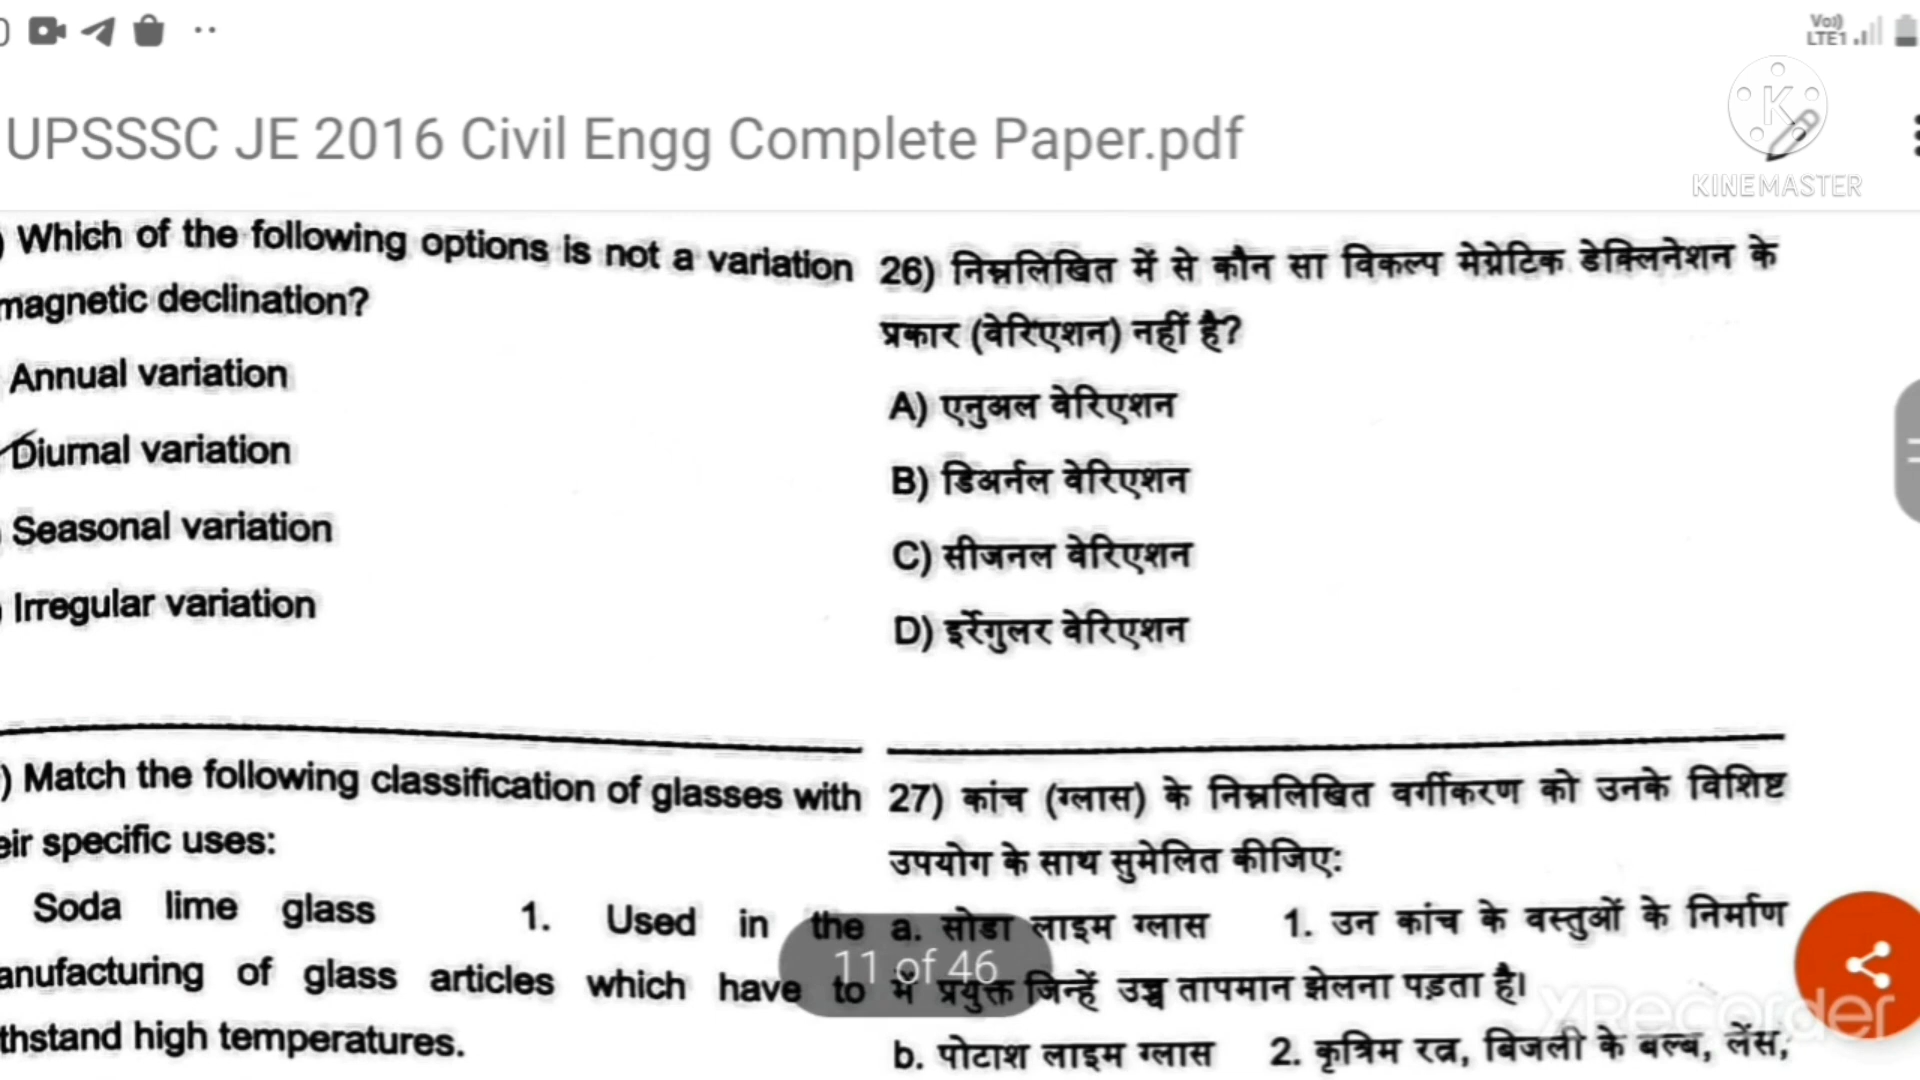 Vo))
LTE1
UPSSSC JE 2016 Civil Engg Complete Paper.pdf
K
KINEMASTER
) Which of the following options is not a variation
magnetic declination?
Annual variation
Diurnal variation
Seasonal variation
Irregular variation
26) निम्नलिखित में से कौन सा विकल्प मेग्नेटिक डेक्लिनेशन के
प्रकार (वेरिएशन) नहीं है?
A) एनुअल वेरिएशन
B) डिअर्नल वेरिएशन
C) सीजनल वेरिएशन
D) इर्रेगुलर वेरिएशन
) Match the following classification of glasses with
eir specific uses:
Soda lime glass 1. Used in the
anufacturing of glass articles which have to
thstand high temperatures.
27) कांच (ग्लास) के निम्नलिखित वर्गीकरण को उनके विशिष्ट
उपयोग के साथ सुमेलित कीजिए:
a. सोडा लाइम ग्लास 1. उन कांच के वस्तुओं के निर्माण
में प्रयुक्त जिन्हें उच्च तापमान झेलना पड़ता है।
b. पोटाश लाइम ग्लास 2. कृत्रिम रत्न, बिजली के बल्ब, लेंस,
11 of 46
XRecorder